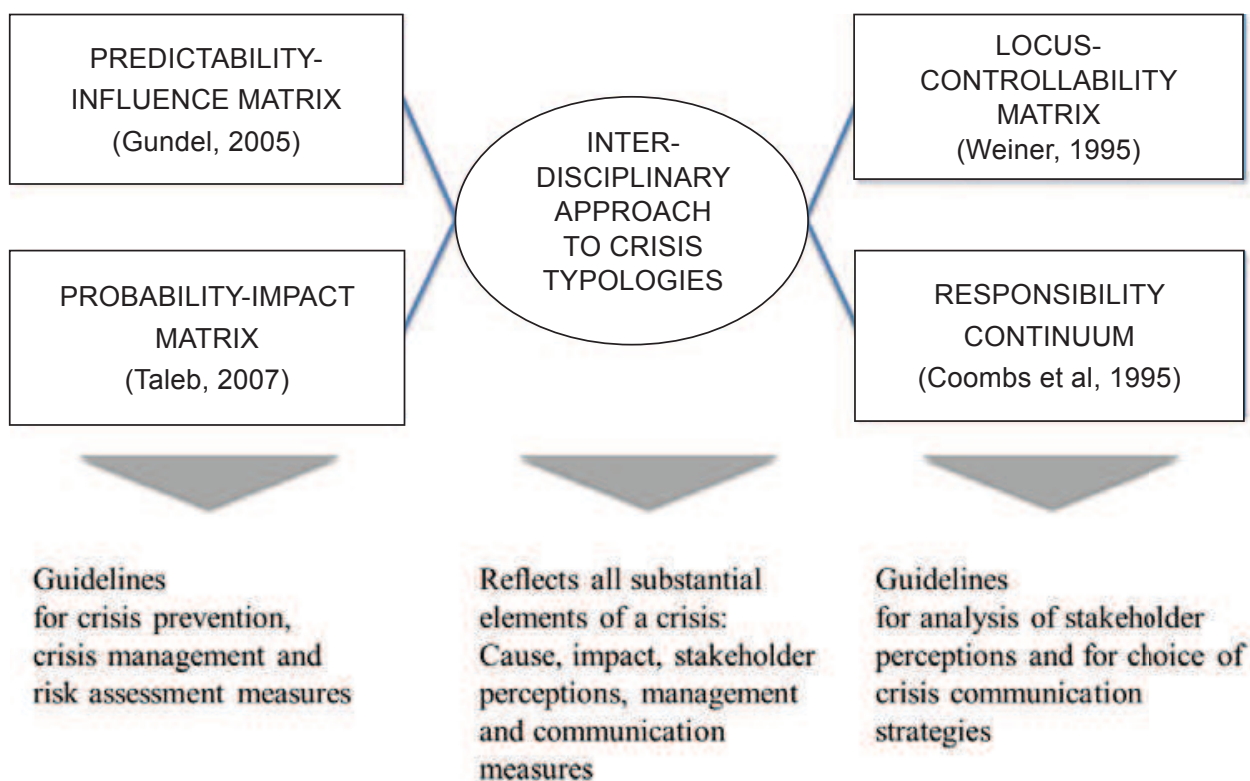 PREDICTABILITY-
INFLUENCE MATRIX
(Gundel, 2005)
PROBABILITY-IMPACT
MATRIX
(Taleb, 2007)
INTER-
DISCIPLINARY
APPROACH
TO CRISIS
TYPOLOGIES
LOCUS-
CONTROLLABILITY
MATRIX
(Weiner, 1995)
RESPONSIBILITY
CONTINUUM
(Coombs et al, 1995)
Guidelines
for crisis prevention,
crisis management and
risk assessment measures
Reflects all substantial
elements of a crisis:
Cause, impact, stakeholder
perceptions, management
and communication
measures
Guidelines
for analysis of stakeholder
perceptions and for choice of
crisis communication
strategies